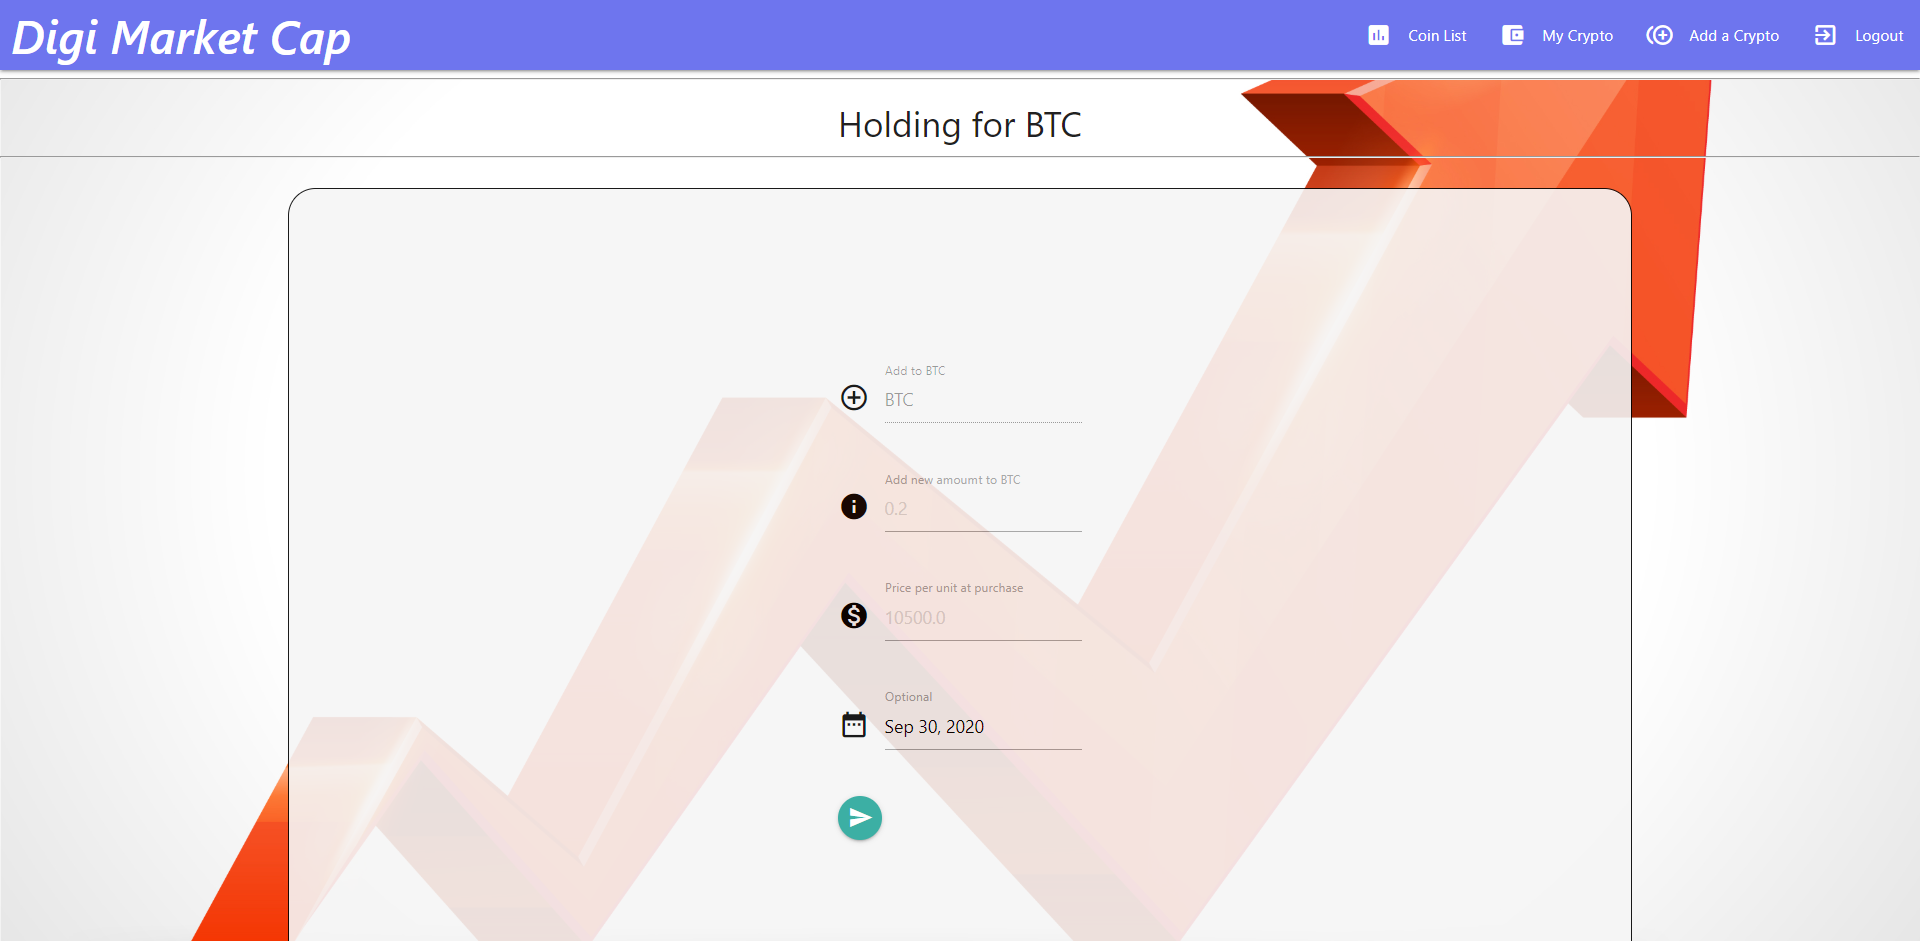 Digi Market Cap
Coin List
My Crypto
Add a Crypto
Logout
Holding for BTC
Add to BTC
BTC
Add new amoumt to BTC
0.2
Price per unit at purchase
10500.0
Optional
Sep 30, 2020